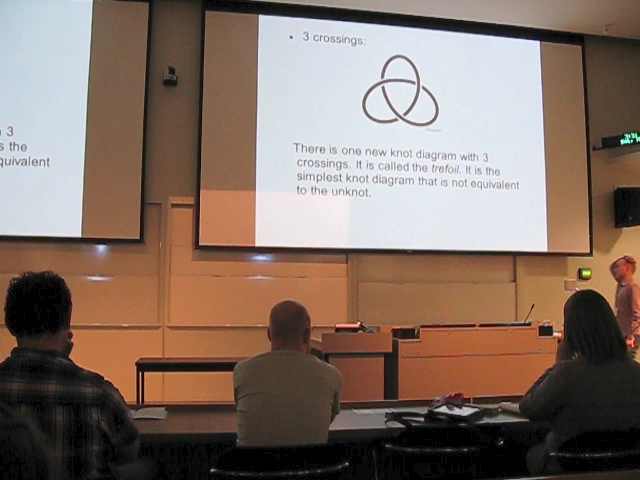 • 3 crossings:
There is one new knot diagram with 3
crossings. It is called the trefoil. It is the
simplest knot diagram that is not equivalent
to the unknot.
3
s the
quivalent